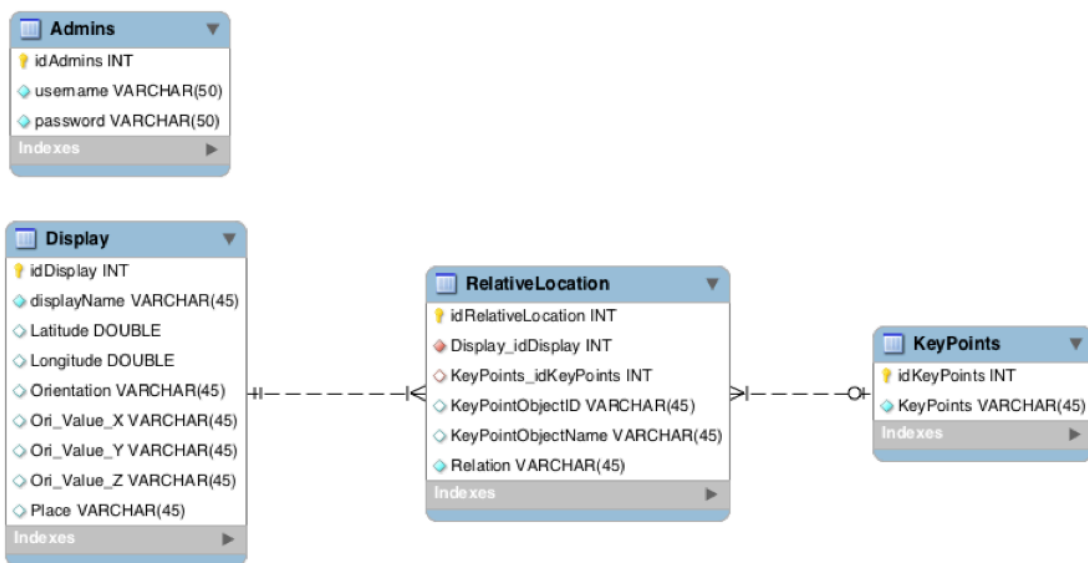 Admins
idAdmins INT
username VARCHAR(50)
password VARCHAR(50)
Indexes
Display
idDisplay INT
displayName VARCHAR(45)
Latitude DOUBLE
Longitude DOUBLE
Orientation VARCHAR(45)
Ori_Value_X VARCHAR(45)
Ori_Value_Y VARCHAR(45)
Ori_Value_Z VARCHAR(45)
Place VARCHAR(45)
Indexes
RelativeLocation
idRelativeLocation INT
Display_idDisplay INT
KeyPoints_idKeyPoints INT
KeyPointObjectID VARCHAR(45)
KeyPointObjectName VARCHAR(45)
Relation VARCHAR(45)
Indexes
KeyPoints
idKeyPoints INT
KeyPoints VARCHAR(45)
Indexes